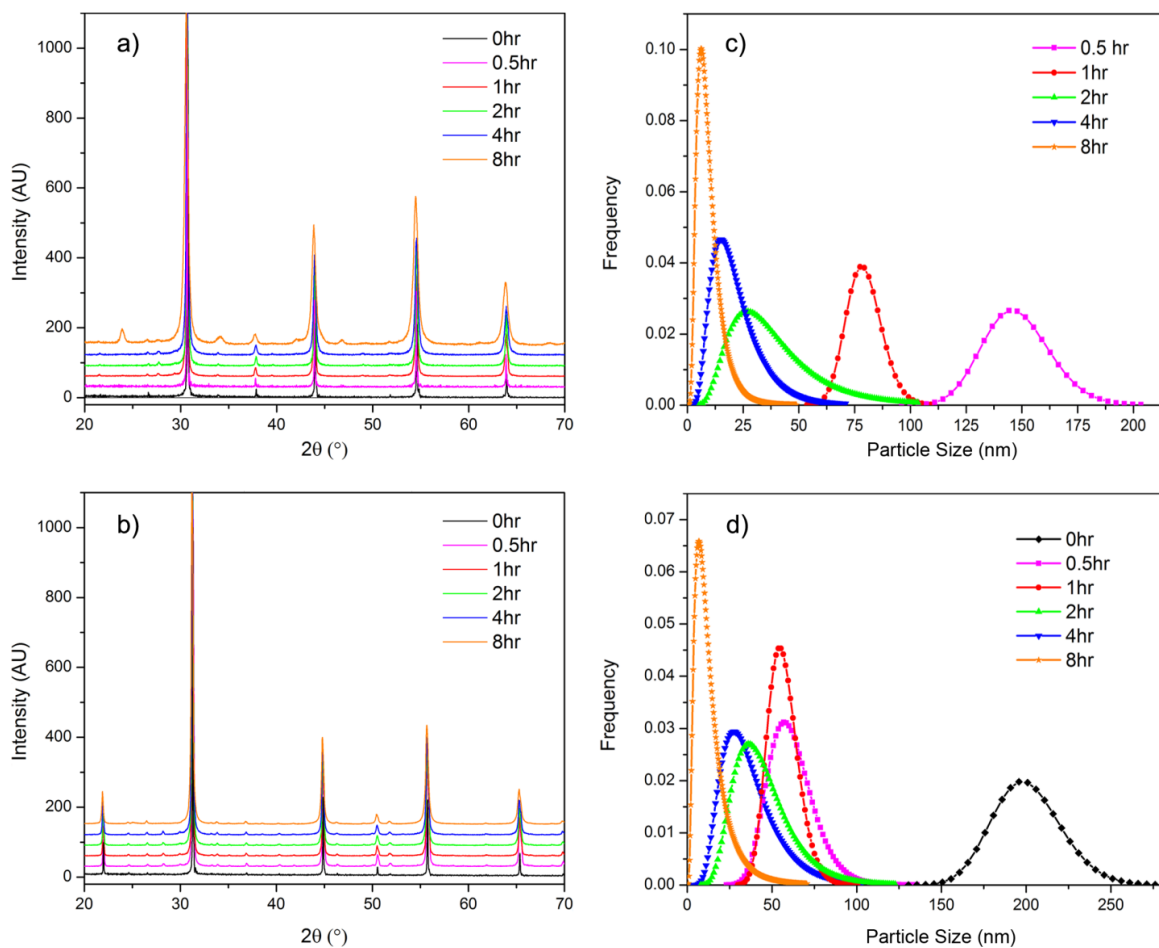 a)
0hr
0.5hr
1hr
2hr
4hr
8hr
1000
800
600
400
200
0
Intensity (AU)
20 30 40 50 60 70
2θ (°)
c)
0.5 hr
1hr
2hr
4hr
8hr
0.10
0.08
0.06
0.04
0.02
0.00
Frequency
0 25 50 75 100 125 150 175 200
Particle Size (nm)
b)
0hr
0.5hr
1hr
2hr
4hr
8hr
1000
800
600
400
200
0
Intensity (AU)
20 30 40 50 60 70
2θ (°)
d)
0hr
0.5hr
1hr
2hr
4hr
8hr
0.07
0.06
0.05
0.04
0.03
0.02
0.01
0.00
Frequency
0 50 100 150 200 250
Particle Size (nm)